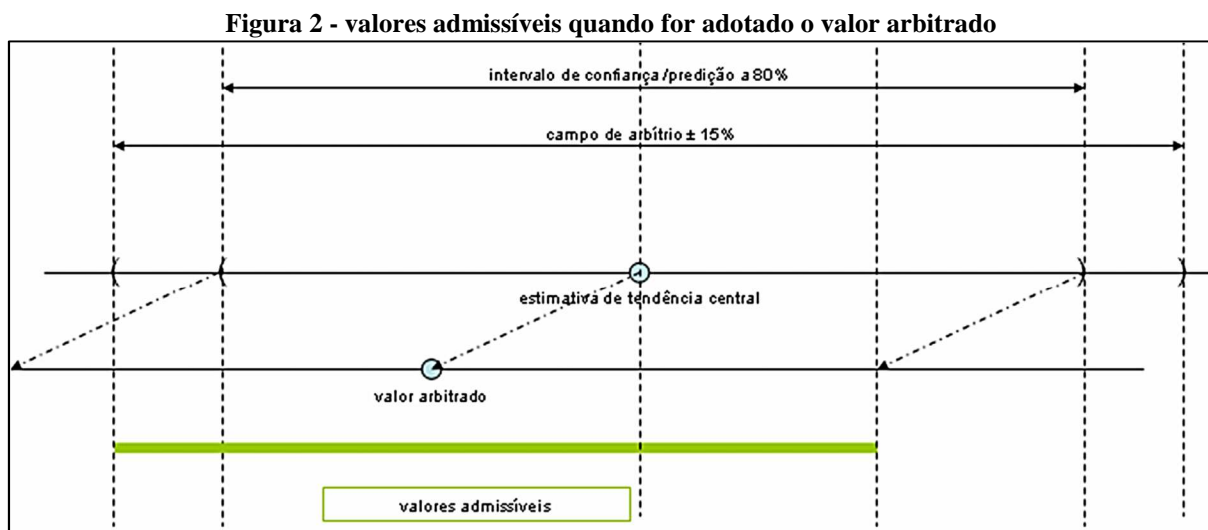 Figura 2 - valores admissíveis quando for adotado o valor arbitrado
intervalo de confiança/predição a 80%
campo de arbítrio ± 15%
estimativa de tendência central
valor arbitrado
valores admissíveis